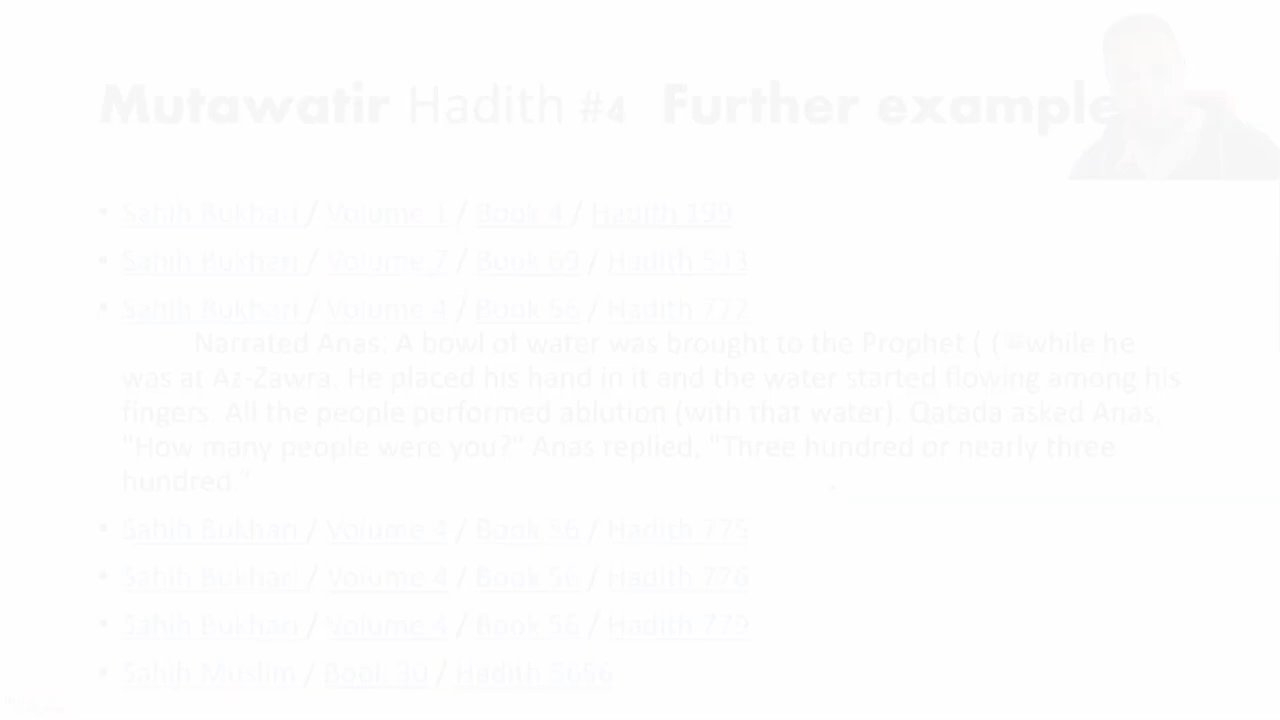 Mutawatir Hadith #4 Further example
• Sahih Bukhari / Volume 1 / Book 4 / Hadith 199
• Sahih Bukhari / Volume 7 / Book 69 / Hadith 543
• Sahih Bukhari / Volume 4 / Book 56 / Hadith 772
Narrated Anas: A bowl of water was brought to the Prophet ( (ﷺwhile he
was at Az-Zawra. He placed his hand in it and the water started flowing among his
fingers. All the people performed ablution (with that water). Qatada asked Anas,
"How many people were you?" Anas replied, "Three hundred or nearly three
hundred."
• Sahih Bukhari / Volume 4 / Book 56 / Hadith 775
• Sahih Bukhari / Volume 4 / Book 56 / Hadith 776
• Sahih Bukhari / Volume 4 / Book 56 / Hadith 779
• Sahih Muslim / Book 30 / Hadith 5656